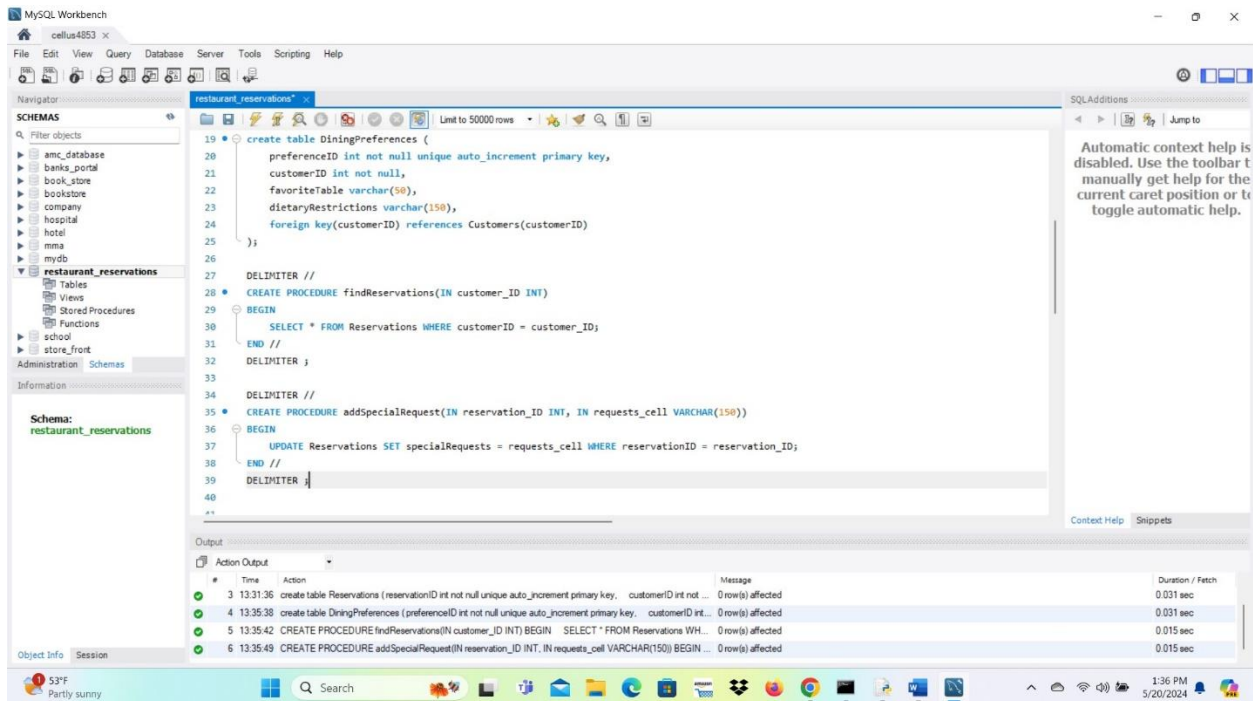 MySQL Workbench
cellus4853 ×
File Edit View Query Database Server Tools Scripting Help
Navigator
SCHEMAS
Filter objects
amc_database
banks_portal
book_store
bookstore
company
hospital
hotel
mma
mydb
restaurant_reservations
Tables
Views
Stored Procedures
Functions
school
store_front
Administration Schemas
Information
Schema:
restaurant_reservations
Object Info Session
restaurant_reservations* ×
Limit to 50000 rows
19 create table DiningPreferences (
20 preferenceID int not null unique auto_increment primary key,
21 customerID int not null,
22 favoriteTable varchar(50),
23 dietaryRestrictions varchar(150),
24 foreign key(customerID) references Customers(customerID)
25 );
26
27 DELIMITER //
28 CREATE PROCEDURE findReservations(IN customer_ID INT)
29 BEGIN
30 SELECT * FROM Reservations WHERE customerID = customer_ID;
31 END //
32 DELIMITER ;
33
34 DELIMITER //
35 CREATE PROCEDURE addSpecialRequest(IN reservation_ID INT, IN requests_cell VARCHAR(150))
36 BEGIN
37 UPDATE Reservations SET specialRequests = requests_cell WHERE reservationID = reservation_ID;
38 END //
39 DELIMITER ;
40
SQLAdditions
Jump to
Automatic context help is
disabled. Use the toolbar t
manually get help for the
current caret position or to
toggle automatic help.
Context Help Snippets
Output
Action Output
# Time Action Message Duration / Fetch
3 13:31:36 create table Reservations ( reservationID int not null unique auto_increment primary key, customerID int not ... 0 row(s) affected 0.031 sec
4 13:35:38 create table DiningPreferences ( preferenceID int not null unique auto_increment primary key, customerID int... 0 row(s) affected 0.031 sec
5 13:35:42 CREATE PROCEDURE findReservations(IN customer_ID INT) BEGIN SELECT * FROM Reservations WH... 0 row(s) affected 0.015 sec
6 13:35:49 CREATE PROCEDURE addSpecialRequest(IN reservation_ID INT, IN requests_cell VARCHAR(150)) BEGIN ... 0 row(s) affected 0.015 sec
1
53°F
Partly sunny
Search
1:36 PM
5/20/2024